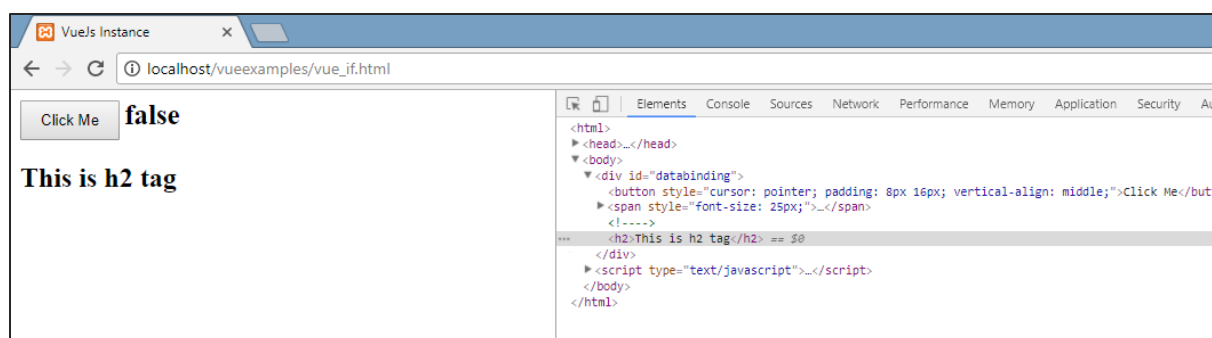 VueJs Instance
localhost/vueexamples/vue_if.html
Click Me false
This is h2 tag
Elements Console Sources Network Performance Memory Application Security
<html>
<head>…</head>
<body>
<div id="databinding">
<button style="cursor: pointer; padding: 8px 16px; vertical-align: middle;">Click Me</but
<span style="font-size: 25px;">…</span>
<!---->
... <h2>This is h2 tag</h2> == $0
</div>
<script type="text/javascript">…</script>
</body>
</html>